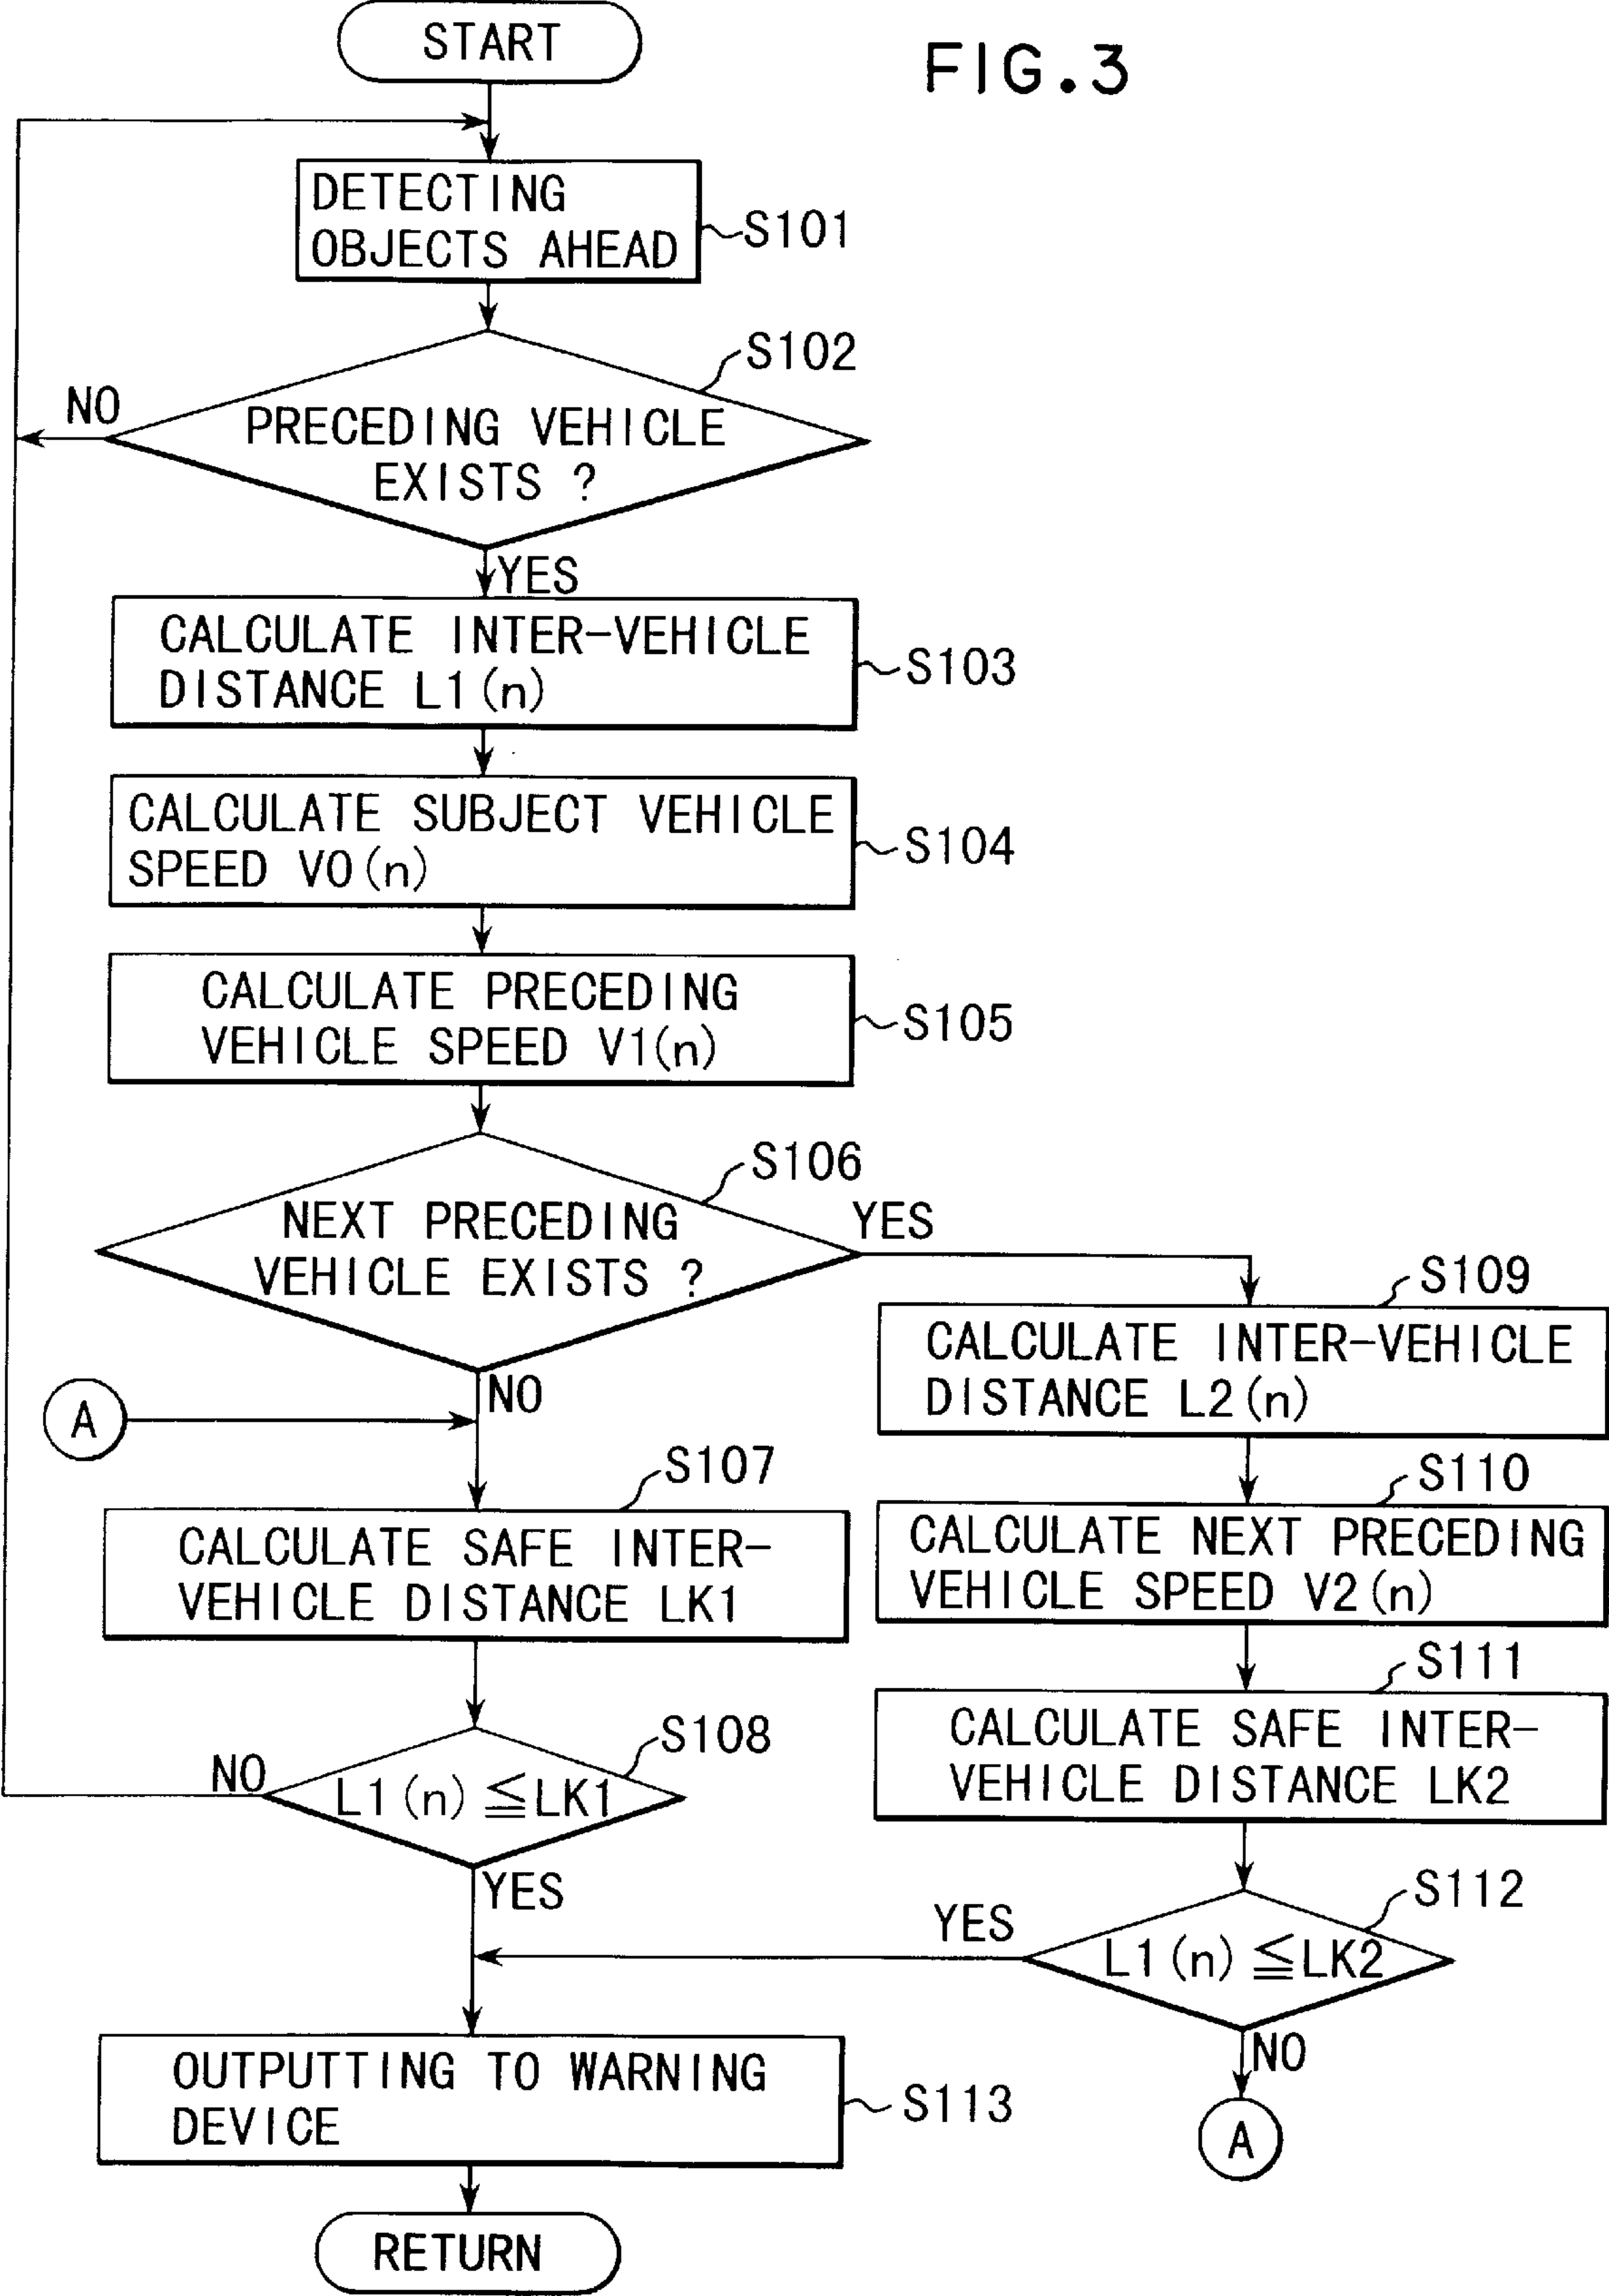 START
FIG.3
DETECTING
OBJECTS AHEAD
S101
S102
NO
PRECEDING VEHICLE
EXISTS ?
YES
CALCULATE INTER-VEHICLE
DISTANCE L1(n)
S103
CALCULATE SUBJECT VEHICLE
SPEED V0(n)
S104
CALCULATE PRECEDING
VEHICLE SPEED V1(n)
S105
S106
NEXT PRECEDING
VEHICLE EXISTS ?
YES
NO
A
S107
CALCULATE SAFE INTER-
VEHICLE DISTANCE LK1
S108
NO
L1(n) ≦ LK1
YES
S109
CALCULATE INTER-VEHICLE
DISTANCE L2(n)
S110
CALCULATE NEXT PRECEDING
VEHICLE SPEED V2(n)
S111
CALCULATE SAFE INTER-
VEHICLE DISTANCE LK2
S112
YES
L1(n) ≦ LK2
NO
A
OUTPUTTING TO WARNING
DEVICE
S113
RETURN